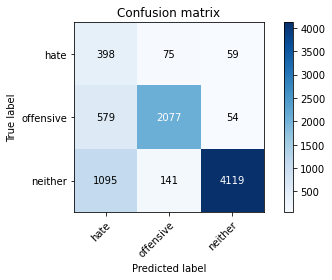 Confusion matrix
True label
hate 398 75 59
offensive 579 2077 54
neither 1095 141 4119
hate offensive neither
Predicted label
4000
3500
3000
2500
2000
1500
1000
500